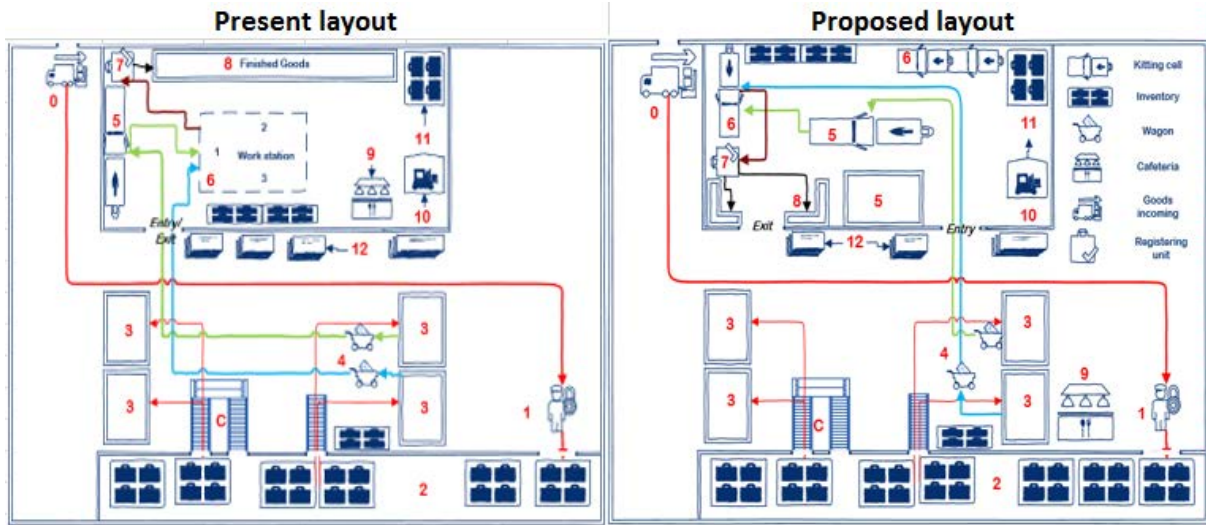 Present layout
Proposed layout
0
7
8 Finished Goods
5
2
1 Work station
6
3
9
11
10
Entry/
Exit
12
3
3
4
3
3
C
1
2
0
6
Kitting cell
Inventory
Wagon
Cafeteria
Goods
incoming
Registering
unit
6
5
7
8
5
11
10
Exit
12
Entry
3
3
4
3
3
9
1
C
2